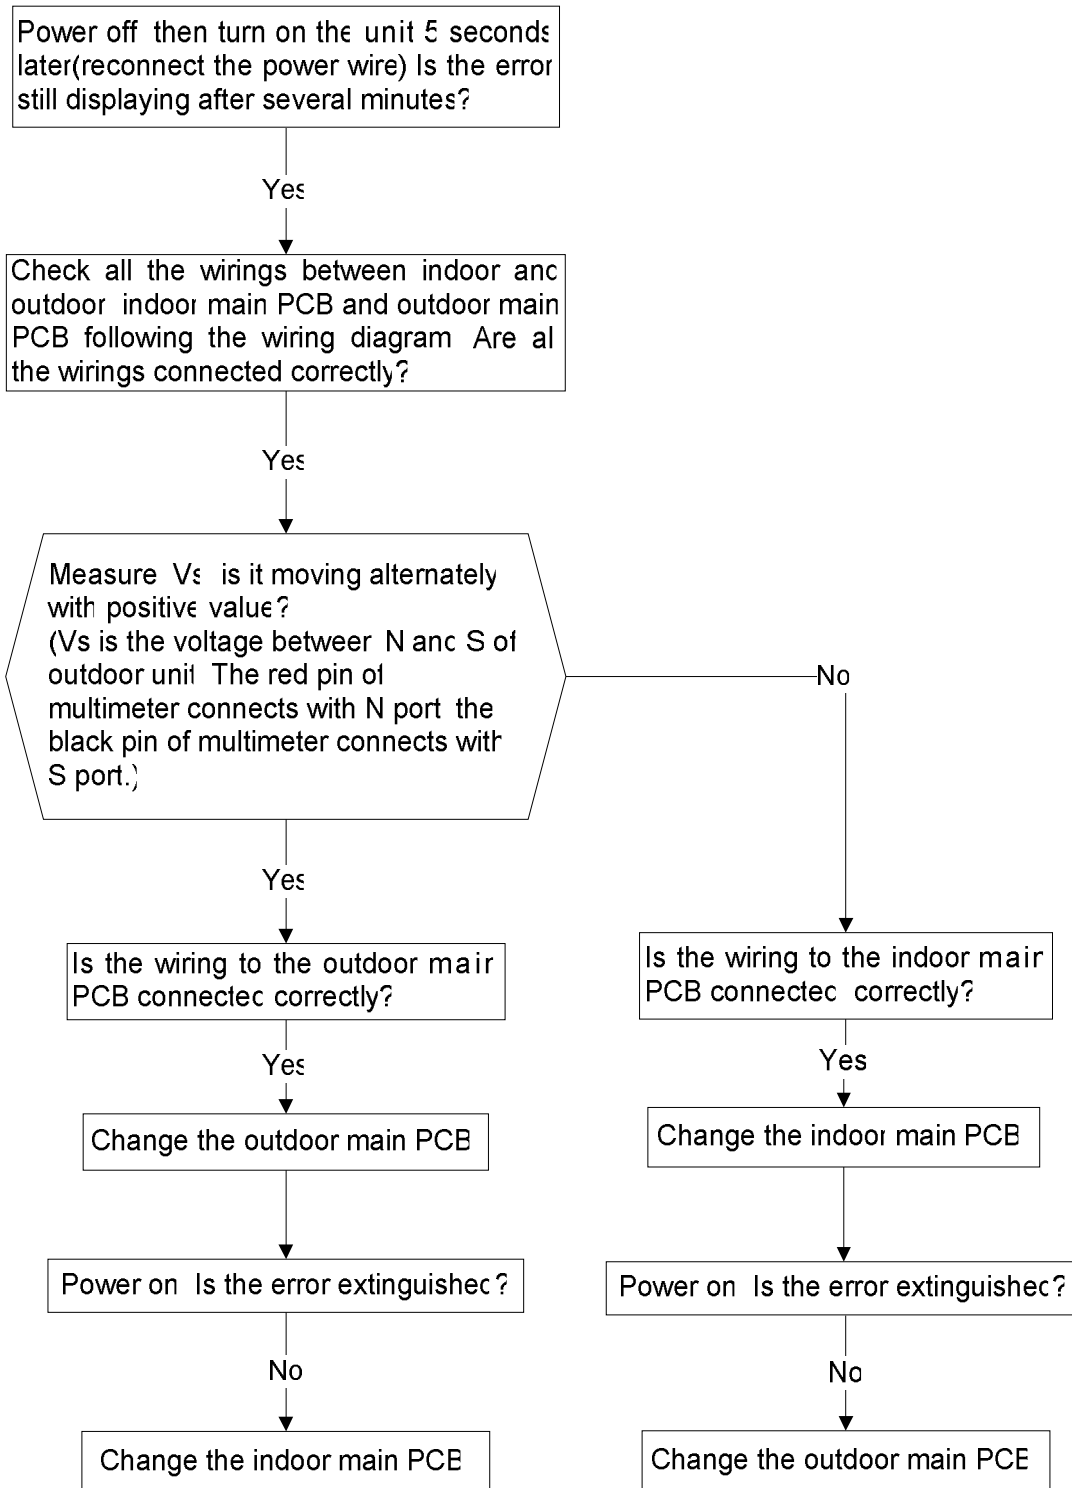 Power off then turn on the unit 5 seconds
later(reconnect the power wire) Is the error
still displaying after several minutes?
Yes
Check all the wirings between indoor and
outdoor indoor main PCB and outdoor main
PCB following the wiring diagram Are al
the wirings connected correctly?
Yes
Measure Vs is it moving alternately
with positive value?
(Vs is the voltage between N and S of
outdoor unit The red pin of
multimeter connects with N port the
black pin of multimeter connects with
S port.)
No
Yes
Is the wiring to the outdoor main
PCB connected correctly?
Is the wiring to the indoor main
PCB connected correctly?
Yes
Yes
Change the outdoor main PCB
Change the indoor main PCB
Power on Is the error extinguished?
Power on Is the error extinguished?
No
No
Change the indoor main PCB
Change the outdoor main PCB